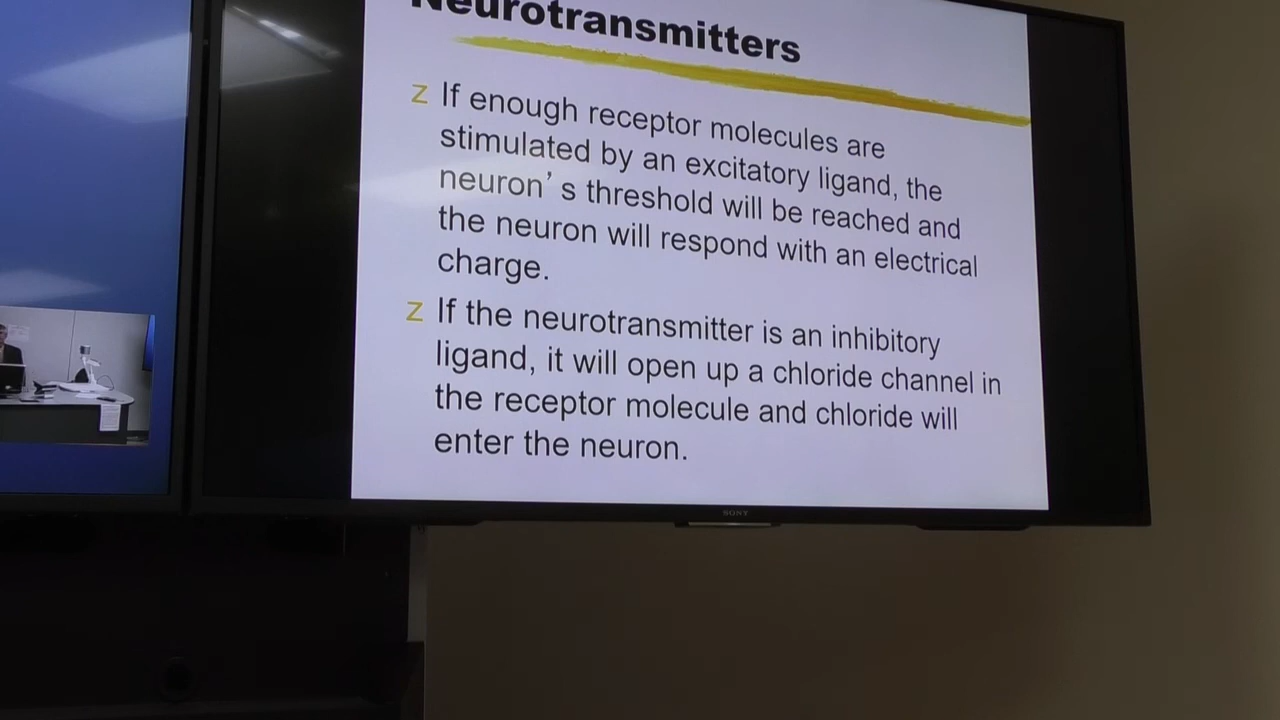 Neurotransmitters
z If enough receptor molecules are
stimulated by an excitatory ligand, the
neuron’s threshold will be reached and
the neuron will respond with an electrical
charge.
z If the neurotransmitter is an inhibitory
ligand, it will open up a chloride channel in
the receptor molecule and chloride will
enter the neuron.
SONY